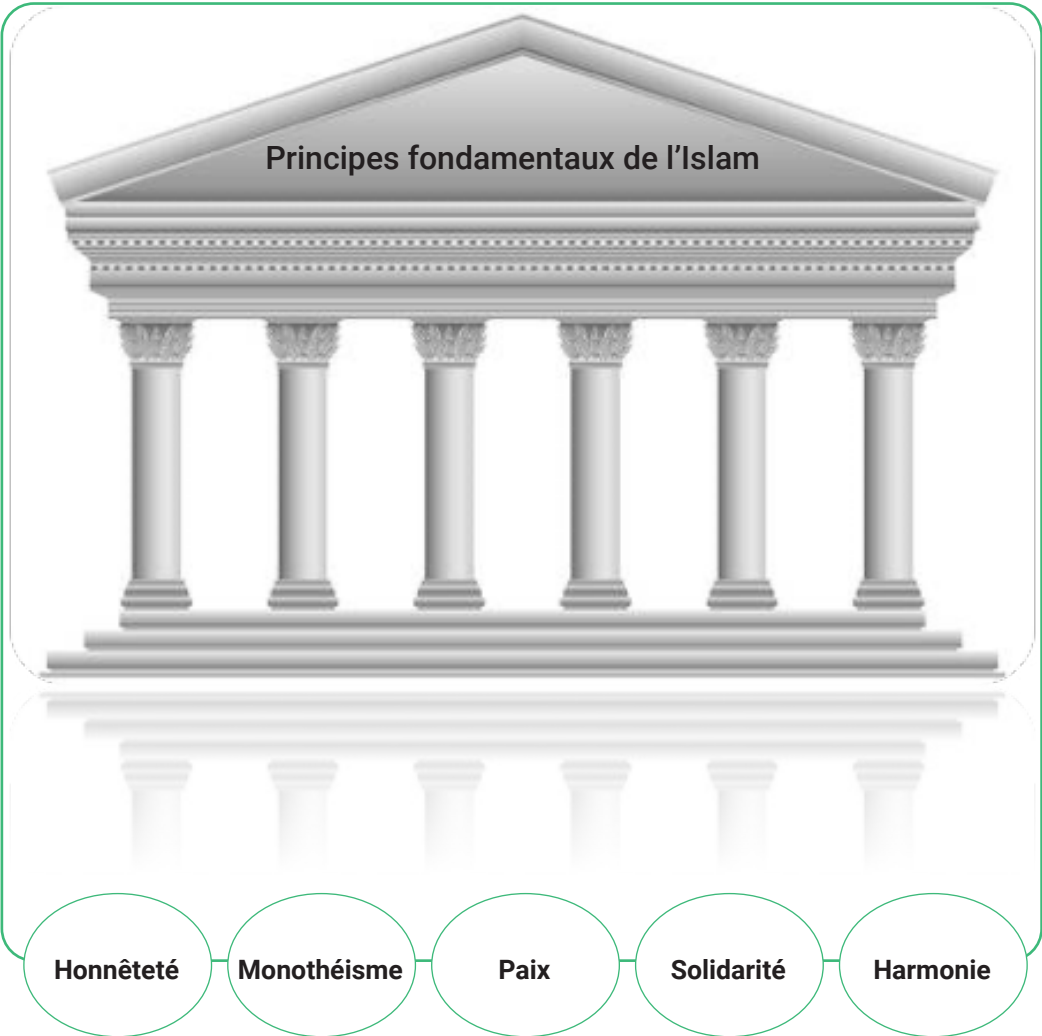 Principes fondamentaux de l’Islam
Honnêteté
Monothéisme
Paix
Solidarité
Harmonie